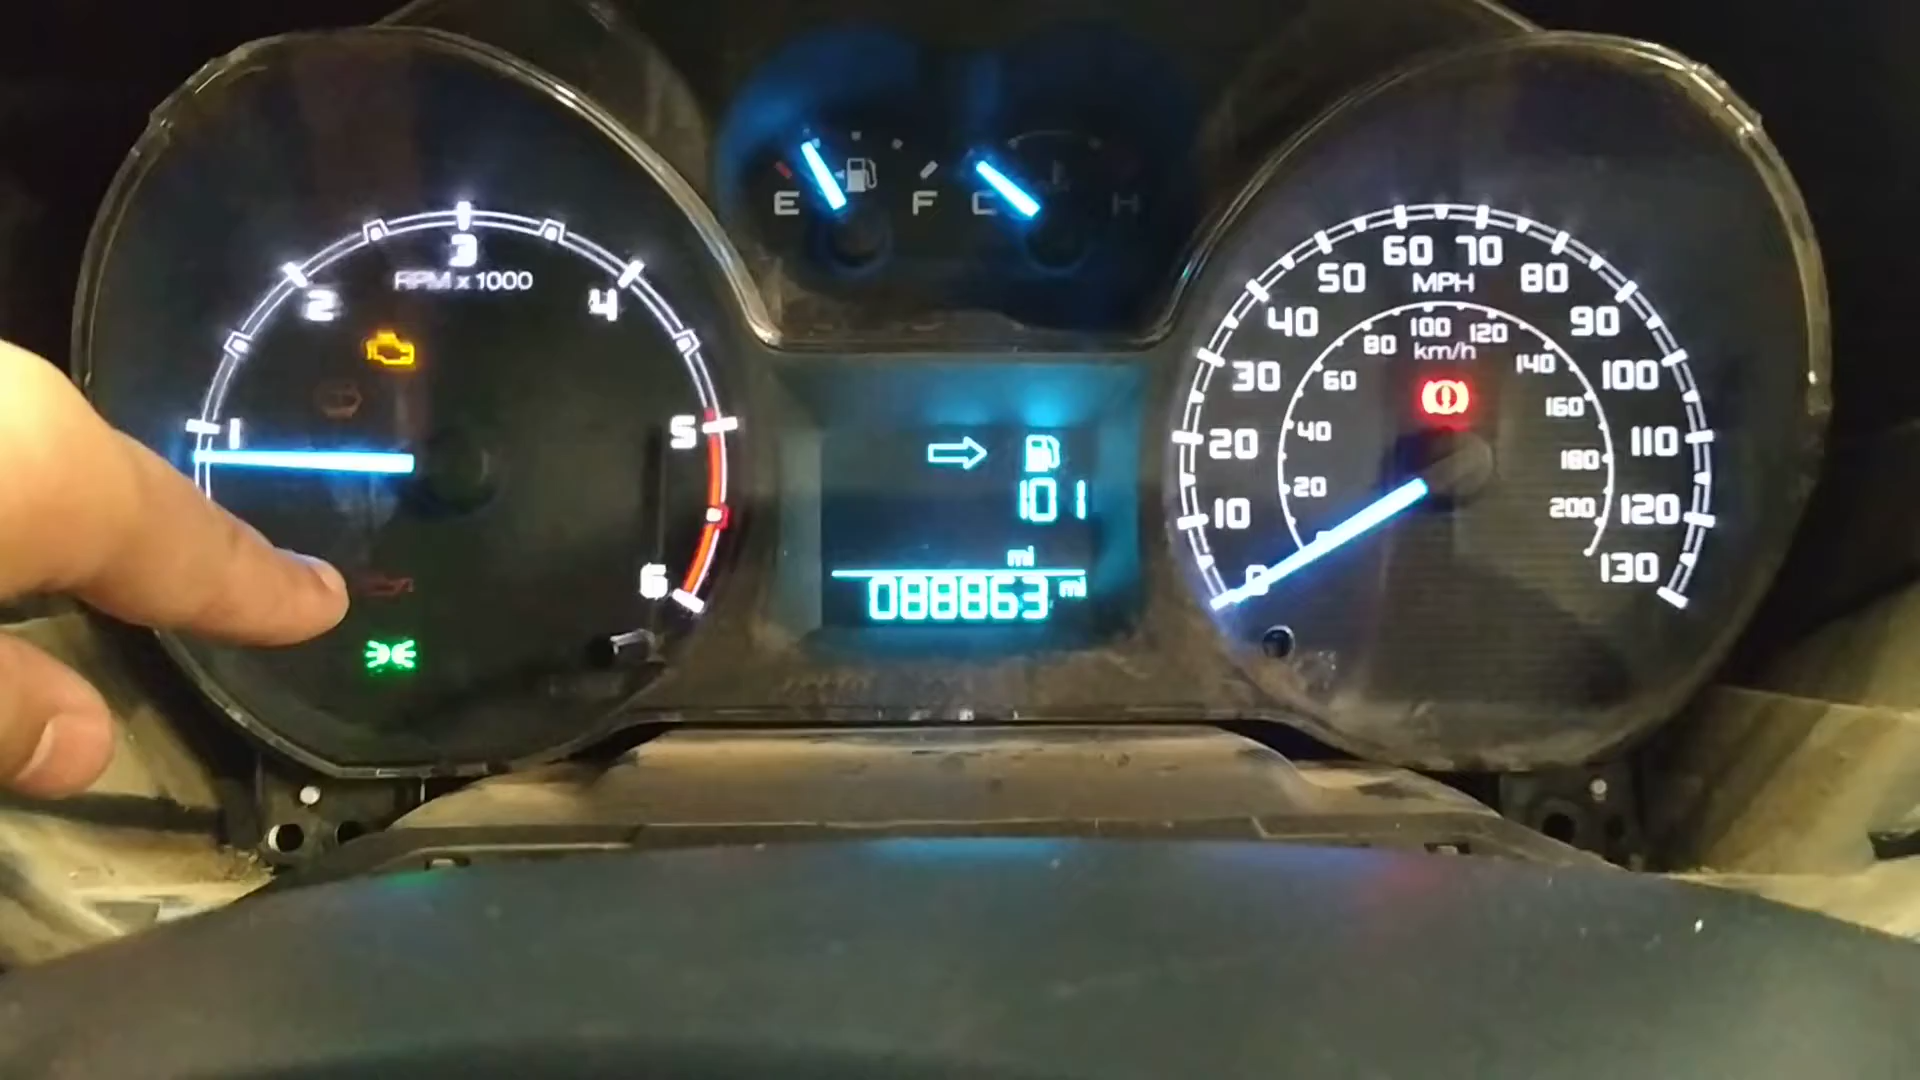 E F C H
3
RPM x 1000
2 4
1 5
6
101
mi
088863 mi
60 70
50 MPH 80
40 90
30 100
20 110
10 120
0 130
100 120
80 km/h 140
60 160
40 180
20 200